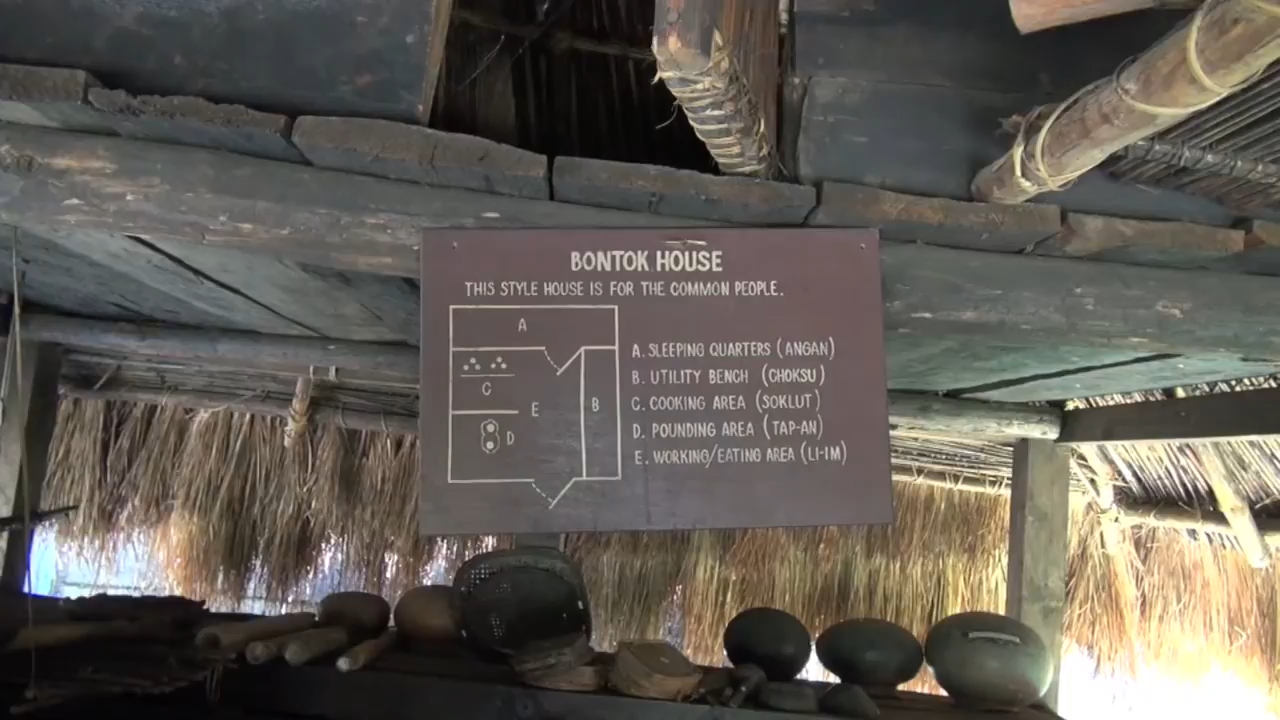 BONTOK HOUSE
THIS STYLE HOUSE IS FOR THE COMMON PEOPLE.
A
C
E
B
D
A. SLEEPING QUARTERS (ANGAN)
B. UTILITY BENCH (CHOKSU)
C. COOKING AREA (SOKLUT)
D. POUNDING AREA (TAP-AN)
E. WORKING/EATING AREA (LI-IM)